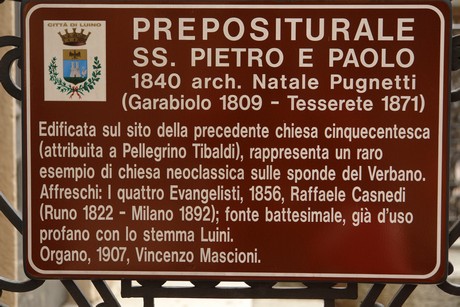 CITTÀ DI LUINO
PREPOSITURALE
SS. PIETRO E PAOLO
1840 arch. Natale Pugnetti
(Garabiolo 1809 - Tesserete 1871)
Edificata sul sito della precedente chiesa cinquecentesca
(attribuita a Pellegrino Tibaldi), rappresenta un raro
esempio di chiesa neoclassica sulle sponde del Verbano.
Affreschi: I quattro Evangelisti, 1856, Raffaele Casnedi
(Runo 1822 - Milano 1892); fonte battesimale, già d'uso
profano con lo stemma Luini.
Organo, 1907, Vincenzo Mascioni.